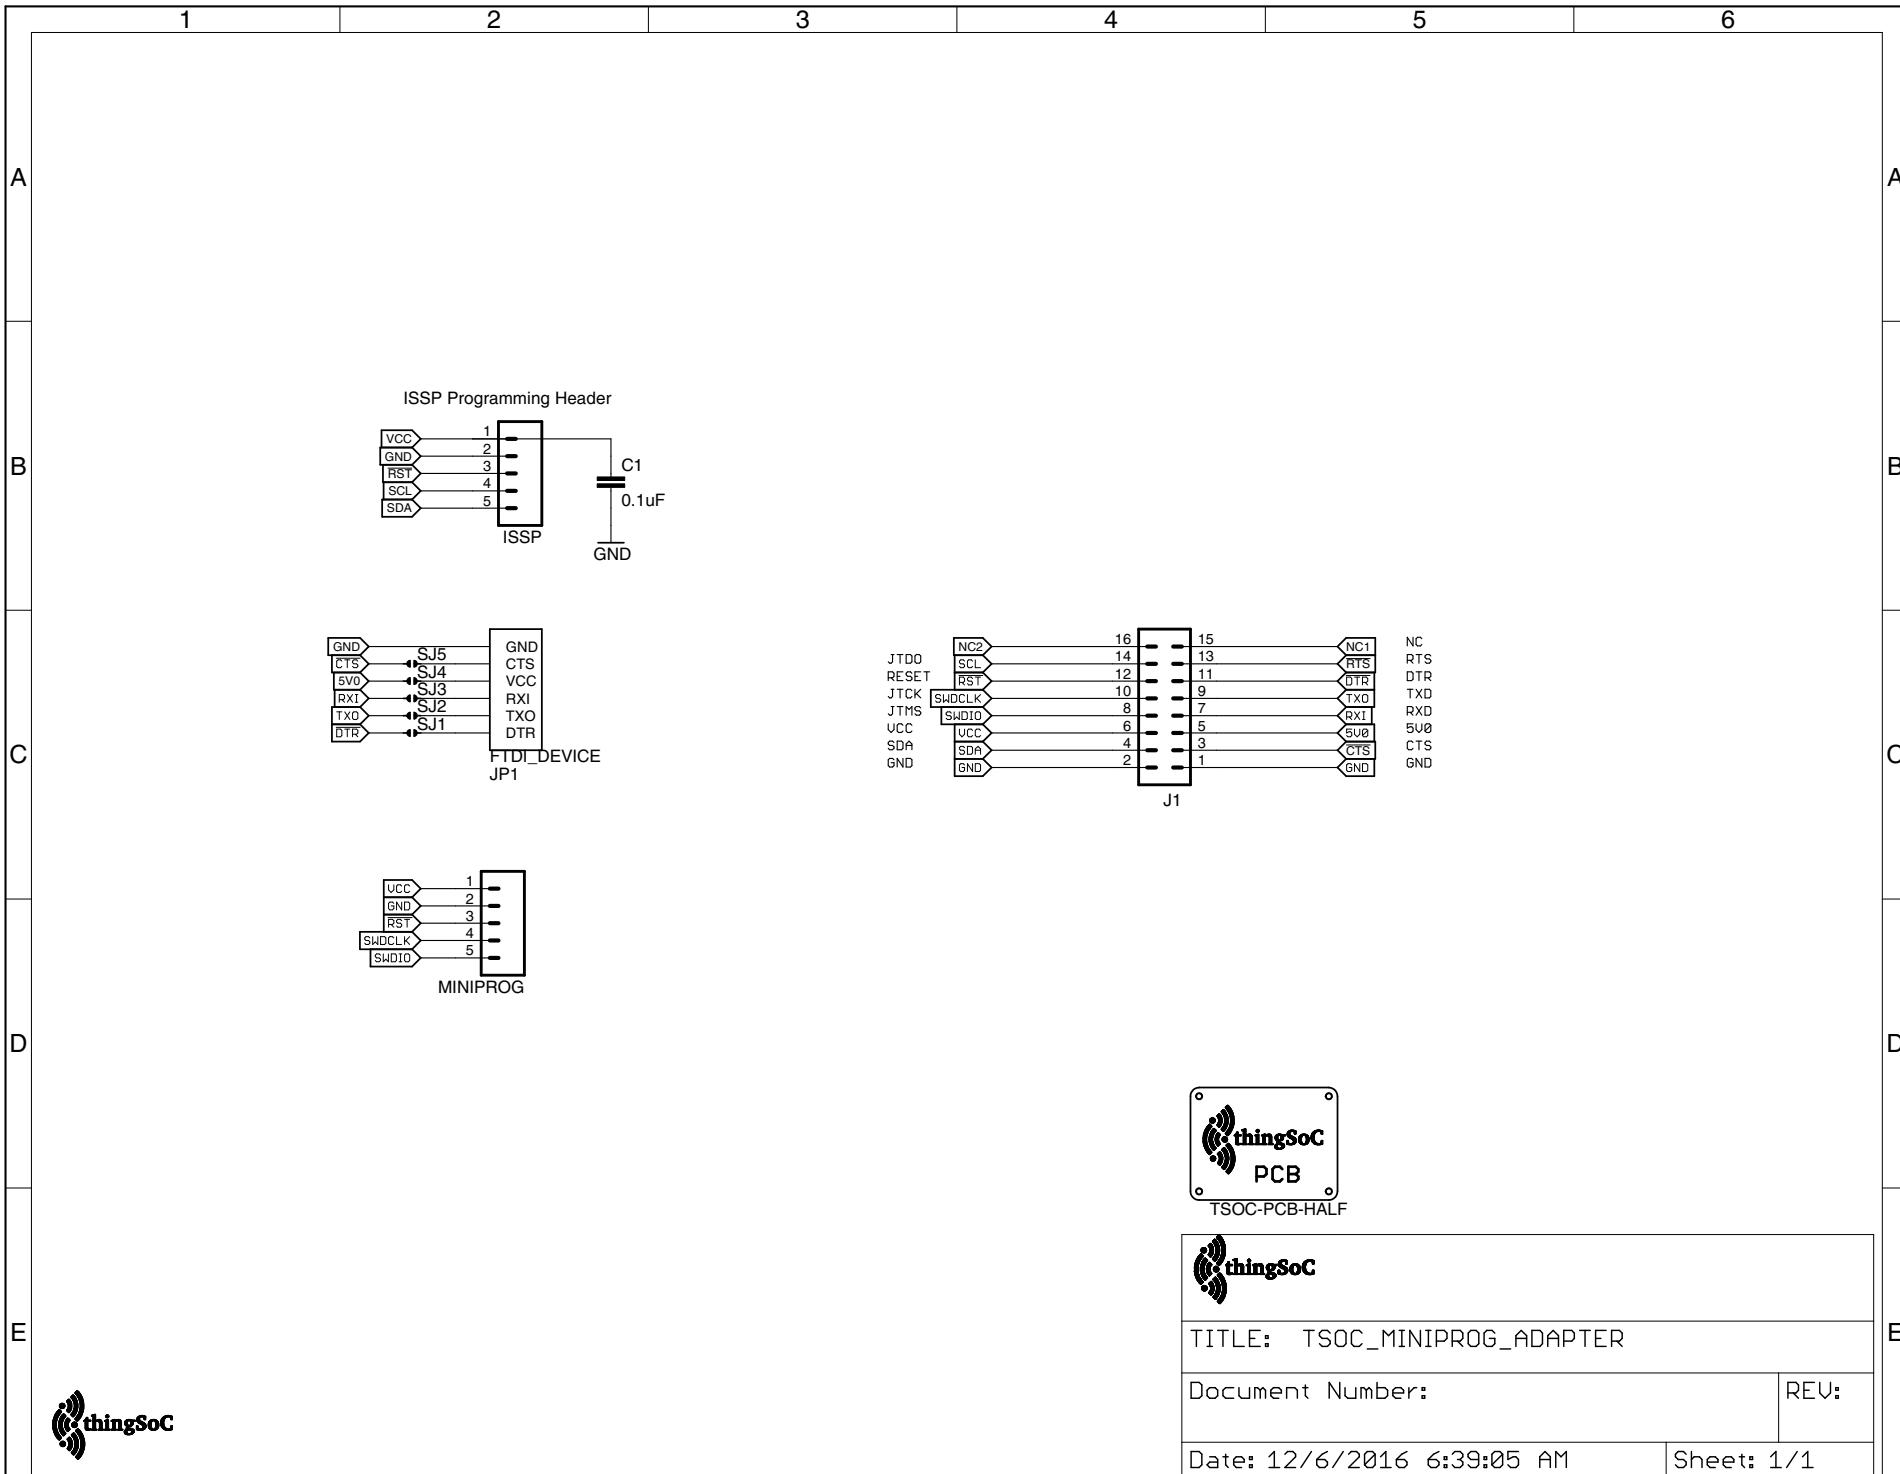 1 2 3 4 5 6
A A
B B
ISSP Programming Header
VCC 1
GND 2
RST 3
SCL 4
SDA 5
ISSP
C1
0.1uF
GND
C C
GND GND
CTS SJ5 CTS
5V0 SJ4 VCC
RXI SJ3 RXI
TXO SJ2 TXO
DTR SJ1 DTR
FTDI_DEVICE
JP1
NC2 16 15 NC1 NC
JTDO SCL 14 13 RTS RTS
RESET RST 12 11 DTR DTR
JTCK SWDCLK 10 9 TXO TXD
JTMS SWDIO 8 7 RXI RXD
VCC VCC 6 5 5V0 5V0
SDA SDA 4 3 CTS CTS
GND GND 2 1 GND GND
J1
VCC 1
GND 2
RST 3
SWDCLK 4
SWDIO 5
MINIPROG
D D
thingSoC
PCB
TSOC-PCB-HALF
E E
thingSoC
TITLE: TSOC_MINIPROG_ADAPTER
Document Number: REV:
Date: 12/6/2016 6:39:05 AM Sheet: 1/1
thingSoC